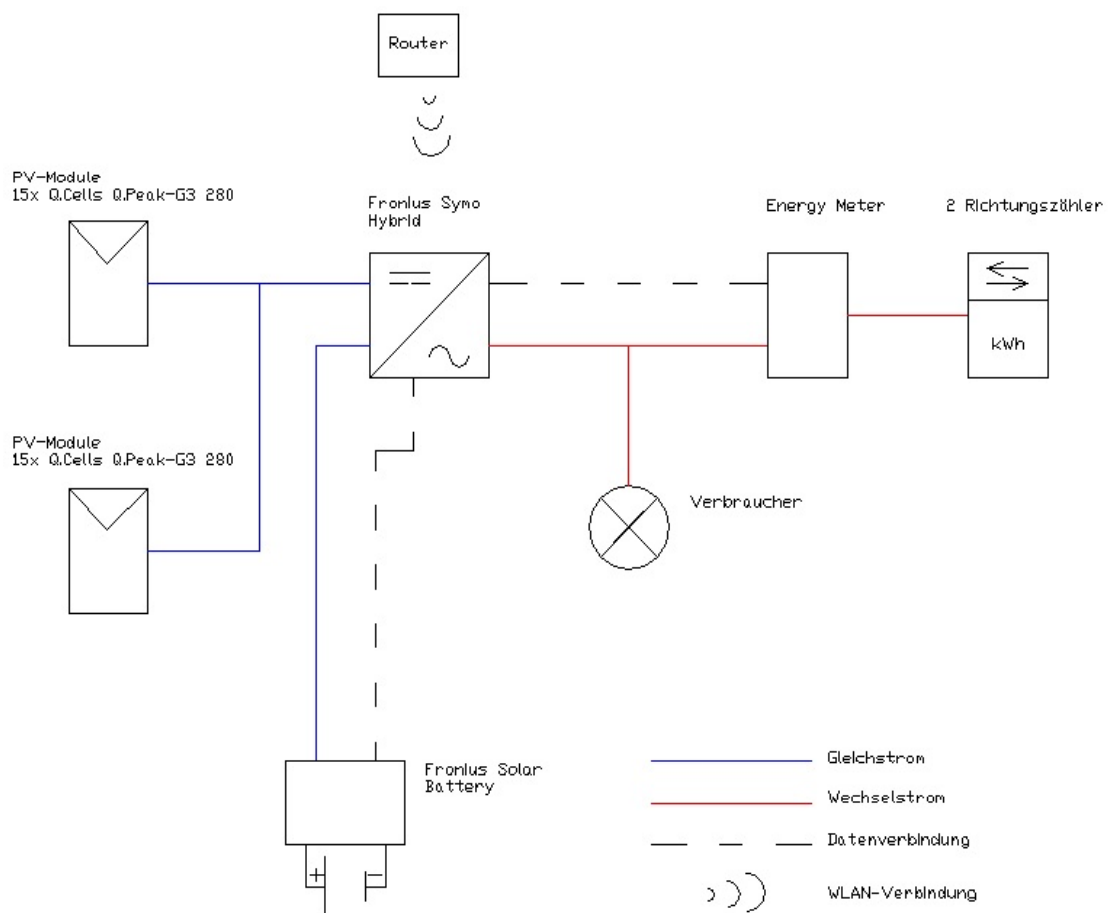 Router
PV-Module
15x Q.Cells Q.Peak-G3 280
Fronius Symo
Hybrid
Energy Meter
2 Richtungszähler
kWh
PV-Module
15x Q.Cells Q.Peak-G3 280
Verbraucher
Fronius Solar
Battery
+
−
Gleichstrom
Wechselstrom
Datenverbindung
WLAN-Verbindung